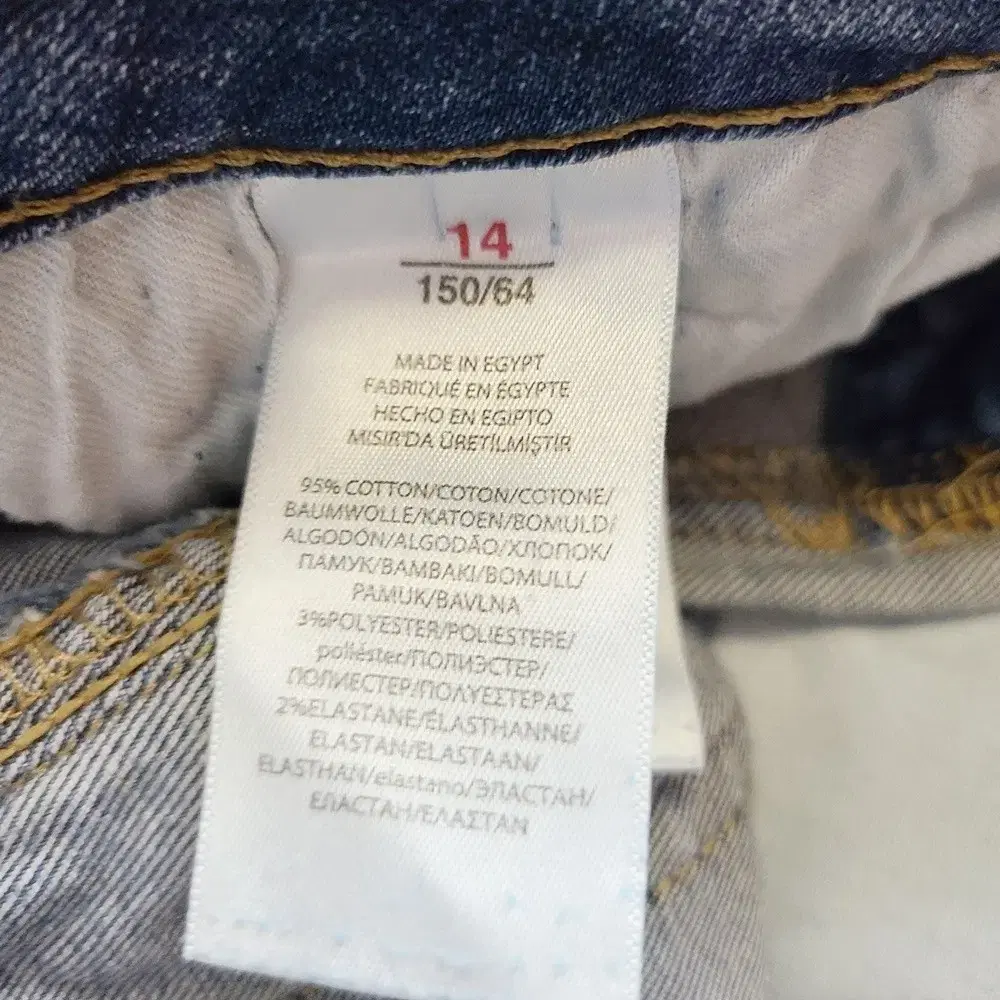 14
150/64
MADE IN EGYPT
FABRIQUÉ EN ÉGYPTE
HECHO EN EGIPTO
MISIR'DA ÜRETİLMİŞTİR
95% COTTON/COTON/COTONE/
BAUMWOLLE/KATOEN/BOMULD/
ALGODÓN/ALGODÃO/ХЛОПОК/
ПАМУК/BAMBAKI/BOMULL/
PAMUK/BAVLNA
3%POLYESTER/POLIESTERE/
poliéster/ПОЛИЭСТЕР/
ПОЛИЕСТЕР/ΠΟΛΥΕΣΤΕΡΑΣ
2%ELASTANE/ÉLASTHANNE/
ELASTAN/ELASTAAN/
ELASTHAN/elastano/ЭЛАСТАН/
ЕЛАСТАН/ΕΛΑΣΤΑΝ